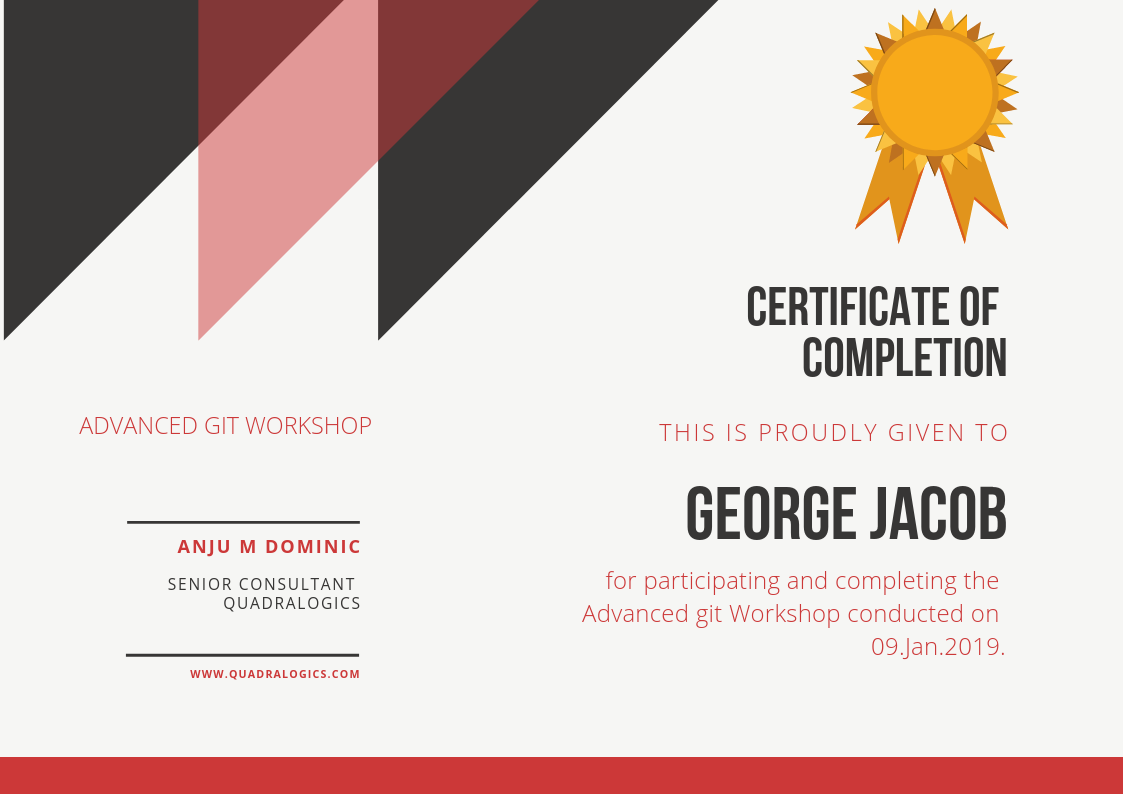 CERTIFICATE OF
COMPLETION
ADVANCED GIT WORKSHOP
THIS IS PROUDLY GIVEN TO
GEORGE JACOB
for participating and completing the
Advanced git Workshop conducted on
09.Jan.2019.
ANJU M DOMINIC
SENIOR CONSULTANT
QUADRALOGICS
WWW.QUADRALOGICS.COM